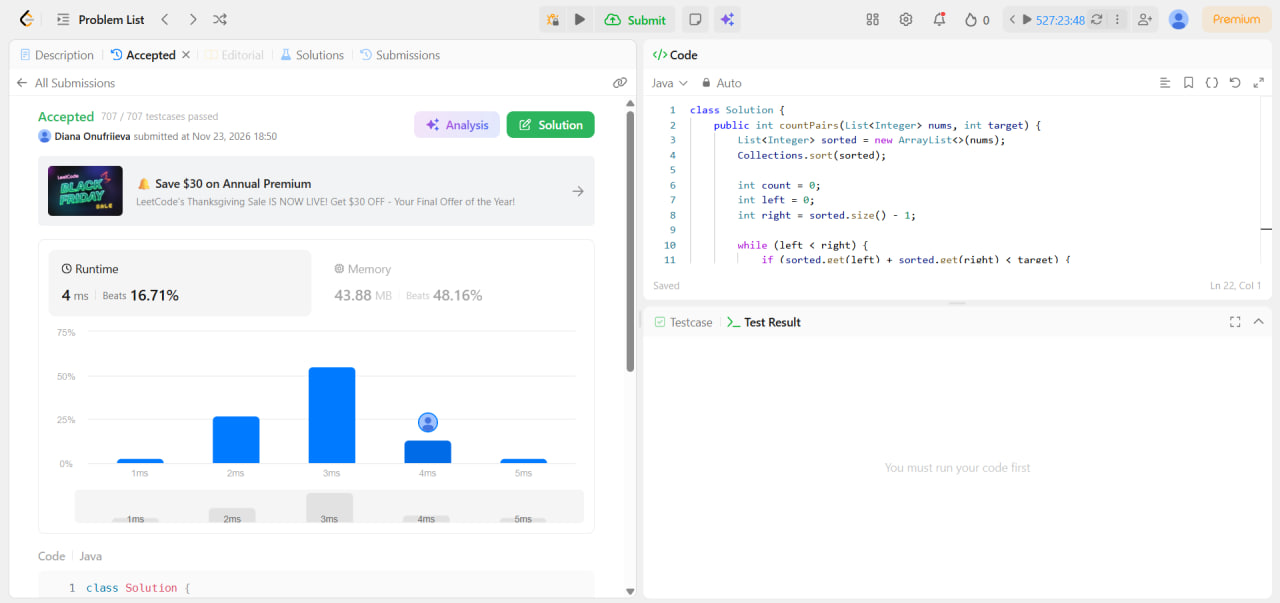 Problem List
Submit
0
527:23:48
Premium
Description
Accepted
Editorial
Solutions
Submissions
All Submissions
Accepted 707 / 707 testcases passed
Diana Onufriieva submitted at Nov 23, 2026 18:50
Analysis
Solution
LeetCode
BLACK
FRIDAY
SALE
Save $30 on Annual Premium
LeetCode's Thanksgiving Sale IS NOW LIVE! Get $30 OFF - Your Final Offer of the Year!
Runtime
4 ms Beats 16.71%
Memory
43.88 MB Beats 48.16%
75%
50%
25%
0%
1ms 2ms 3ms 4ms 5ms
1ms 2ms 3ms 4ms 5ms
Code Java
1 class Solution {
</> Code
Java
Auto
1 class Solution {
2 public int countPairs(List<Integer> nums, int target) {
3 List<Integer> sorted = new ArrayList<>(nums);
4 Collections.sort(sorted);
5
6 int count = 0;
7 int left = 0;
8 int right = sorted.size() - 1;
9
10 while (left < right) {
11 if (sorted.get(left) + sorted.get(right) < target) {
Saved
Ln 22, Col 1
Testcase
Test Result
You must run your code first